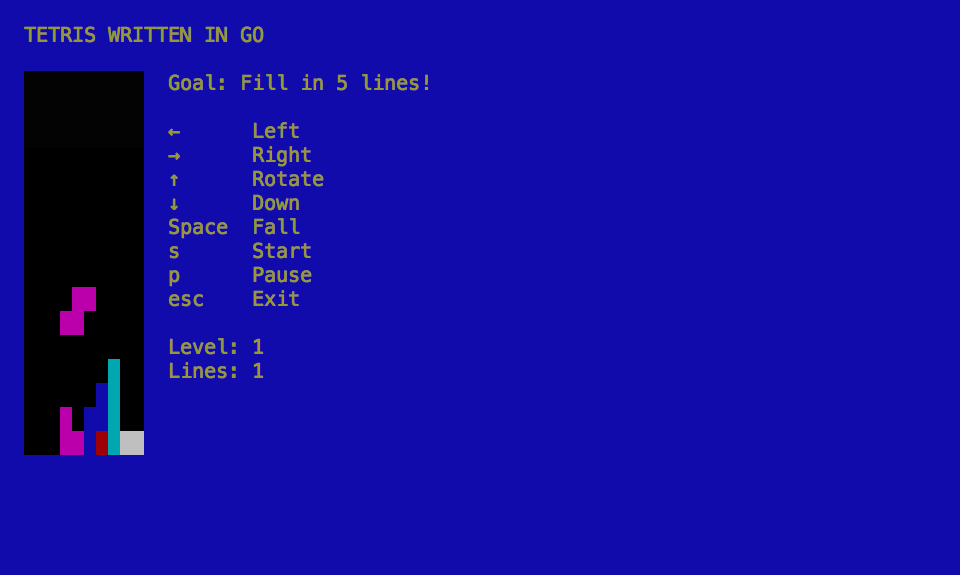 TETRIS WRITTEN IN GO
Goal: Fill in 5 lines!
← Left
→ Right
↑ Rotate
↓ Down
Space Fall
s Start
p Pause
esc Exit
Level: 1
Lines: 1